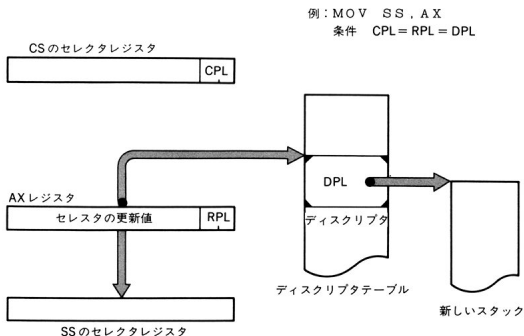 例：ＭＯＶ　ＳＳ，ＡＸ
条件　CPL＝RPL＝DPL
CSのセレクタレジスタ
CPL
AXレジスタ
セレスタの更新値
RPL
DPL
ディスクリプタ
ディスクリプタテーブル
新しいスタック
SSのセレクタレジスタ